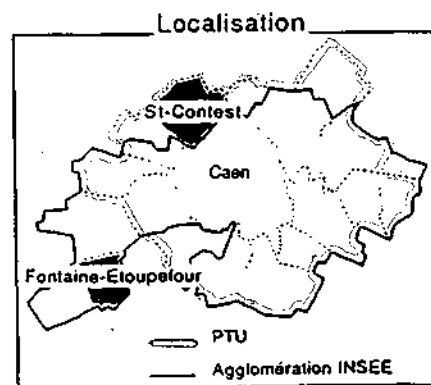 Localisation
St-Contest
Caen
Fontaine-Etoupefour
PTU
Agglomération INSEE